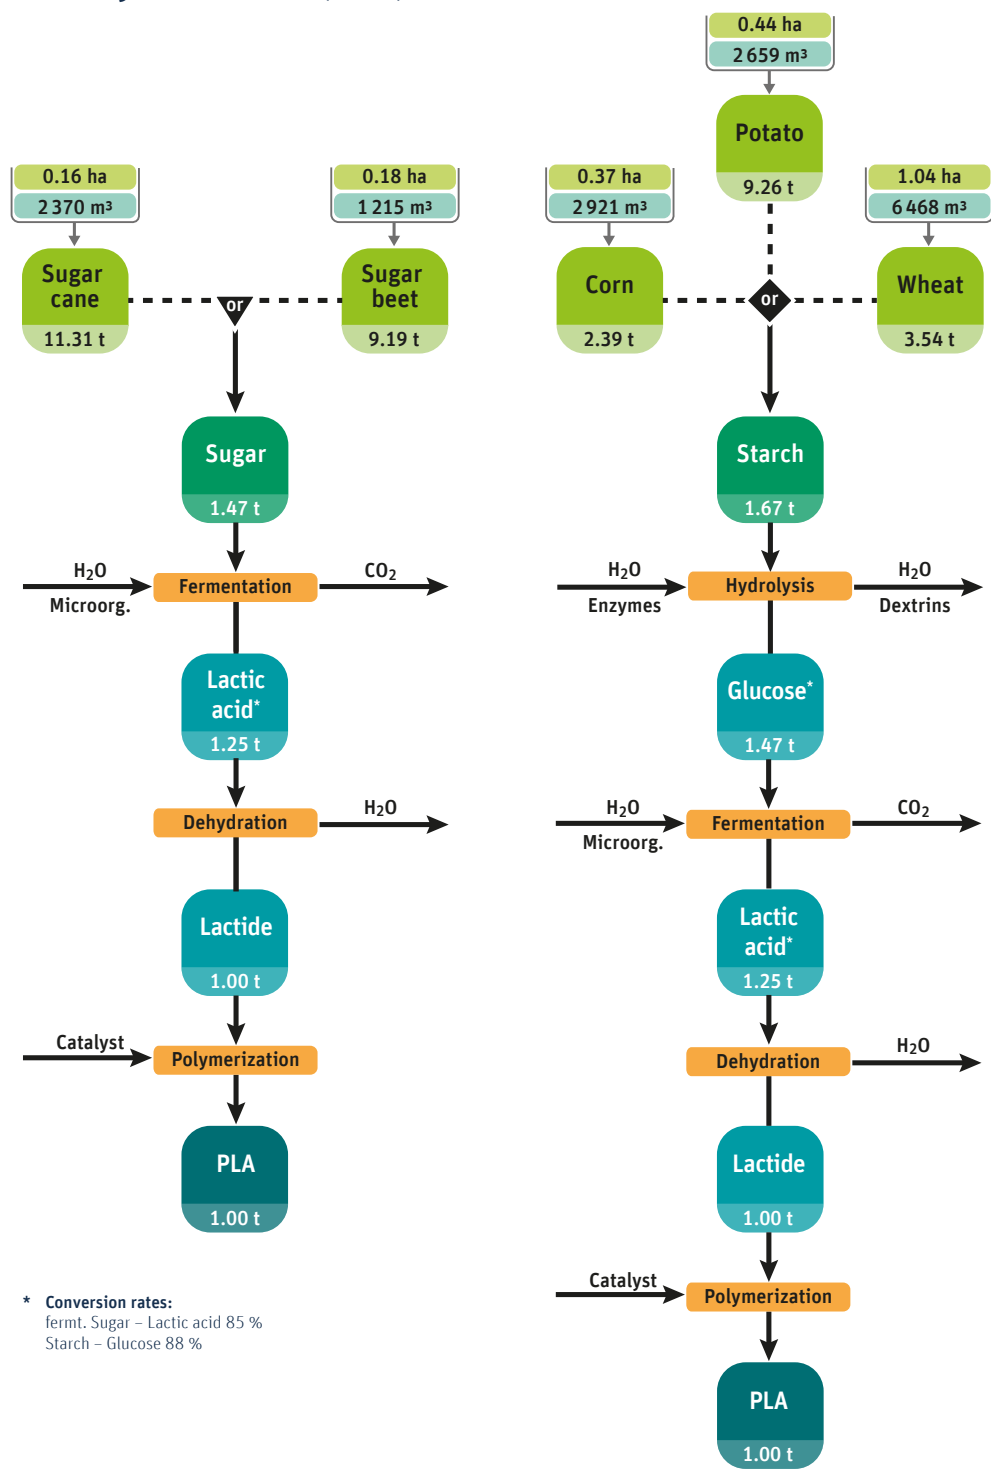 0.44 ha
2 659 m³
Potato
9.26 t
0.16 ha
2 370 m³
Sugar
cane
11.31 t
or
0.18 ha
1 215 m³
Sugar
beet
9.19 t
0.37 ha
2 921 m³
Corn
2.39 t
or
1.04 ha
6 468 m³
Wheat
3.54 t
Sugar
1.47 t
H₂O
Microorg.
Fermentation
CO₂
Lactic
acid*
1.25 t
Dehydration
H₂O
Lactide
1.00 t
Catalyst
Polymerization
PLA
1.00 t
* Conversion rates:
fermt. Sugar – Lactic acid 85 %
Starch – Glucose 88 %
Starch
1.67 t
H₂O
Enzymes
Hydrolysis
H₂O
Dextrins
Glucose*
1.47 t
H₂O
Microorg.
Fermentation
CO₂
Lactic
acid*
1.25 t
Dehydration
H₂O
Lactide
1.00 t
Catalyst
Polymerization
PLA
1.00 t